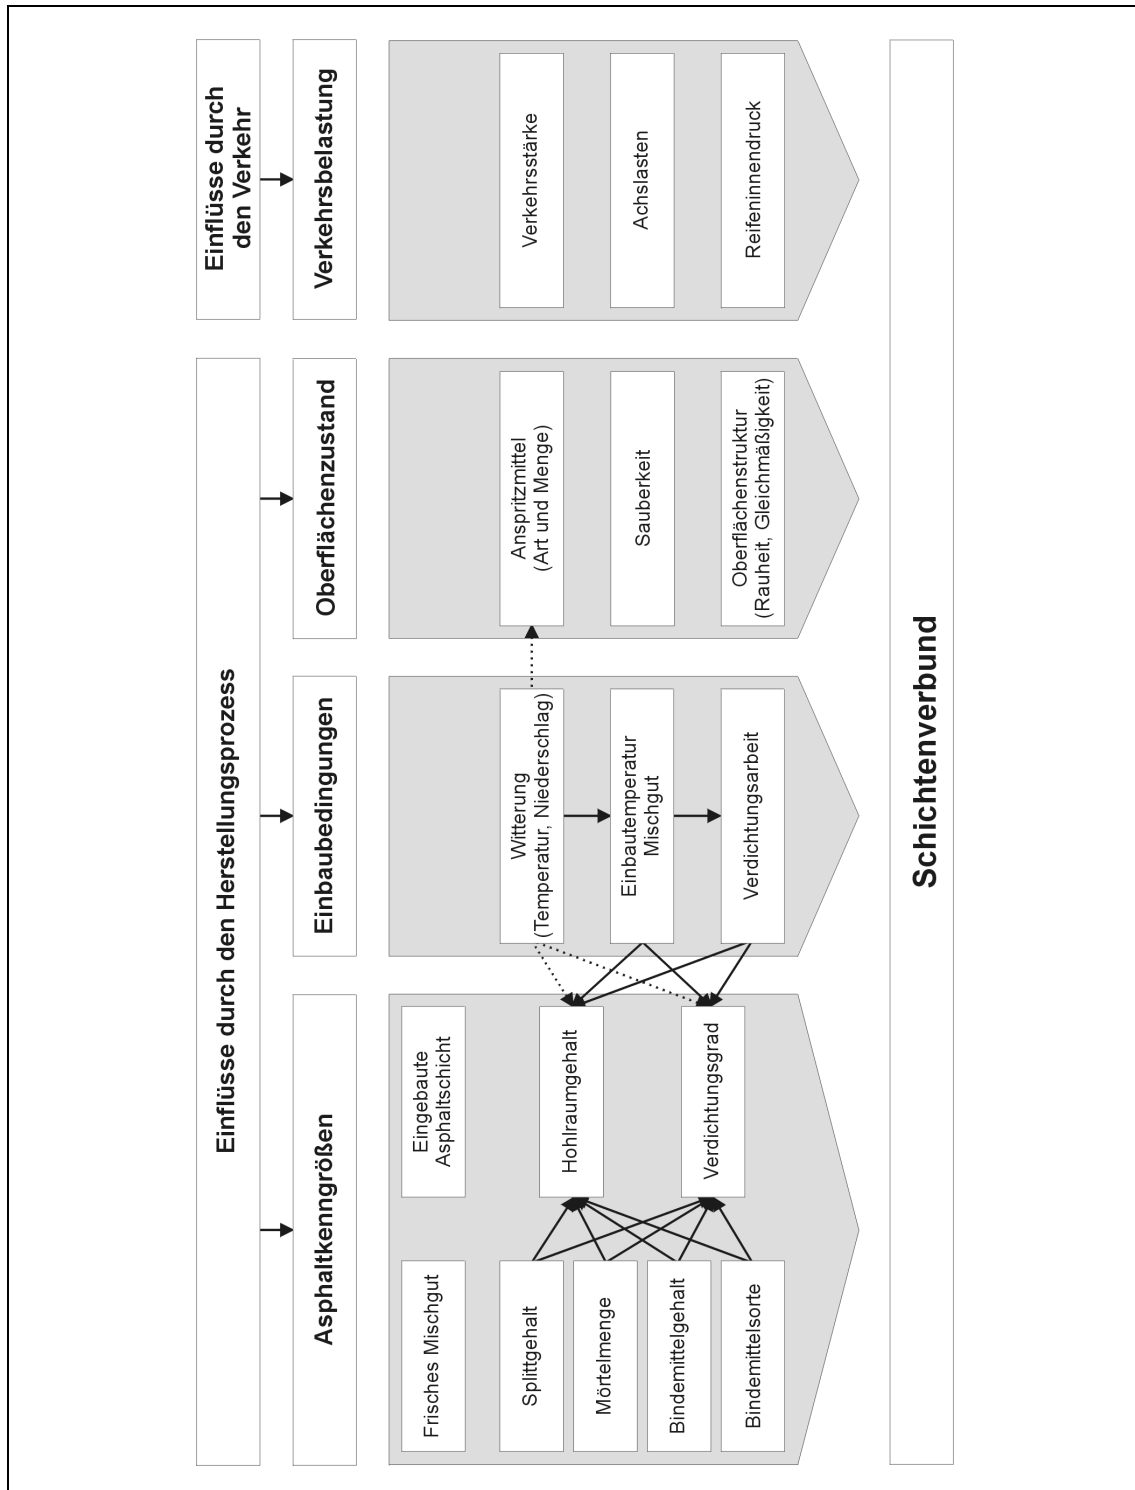 Einflüsse durch den Herstellungsprozess
Einflüsse durch
den Verkehr
Asphaltkenngrößen
Einbaubedingungen
Oberflächenzustand
Verkehrsbelastung
Frisches Mischgut
Eingebaute
Asphaltschicht
Splittgehalt
Mörtelmenge
Bindemittelgehalt
Bindemittelsorte
Hohlraumgehalt
Verdichtungsgrad
Witterung
(Temperatur, Niederschlag)
Einbautemperatur
Mischgut
Verdichtungsarbeit
Anspritzmittel
(Art und Menge)
Sauberkeit
Oberflächenstruktur
(Rauheit, Gleichmäßigkeit)
Verkehrsstärke
Achslasten
Reifeninnendruck
Schichtenverbund